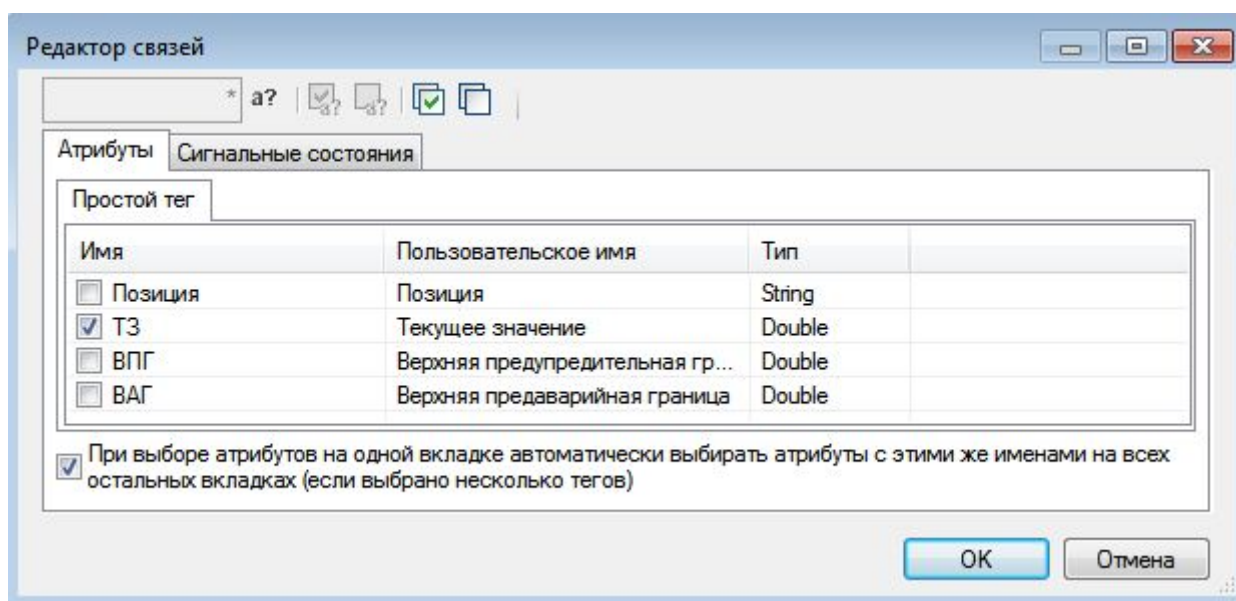 Редактор связей
* a?
a? a?
Атрибуты Сигнальные состояния
Простой тег
Имя Пользовательское имя Тип
Позиция Позиция String
ТЗ Текущее значение Double
ВПГ Верхняя предупредительная гр... Double
ВАГ Верхняя предаварийная граница Double
При выборе атрибутов на одной вкладке автоматически выбирать атрибуты с этими же именами на всех
остальных вкладках (если выбрано несколько тегов)
OK Отмена